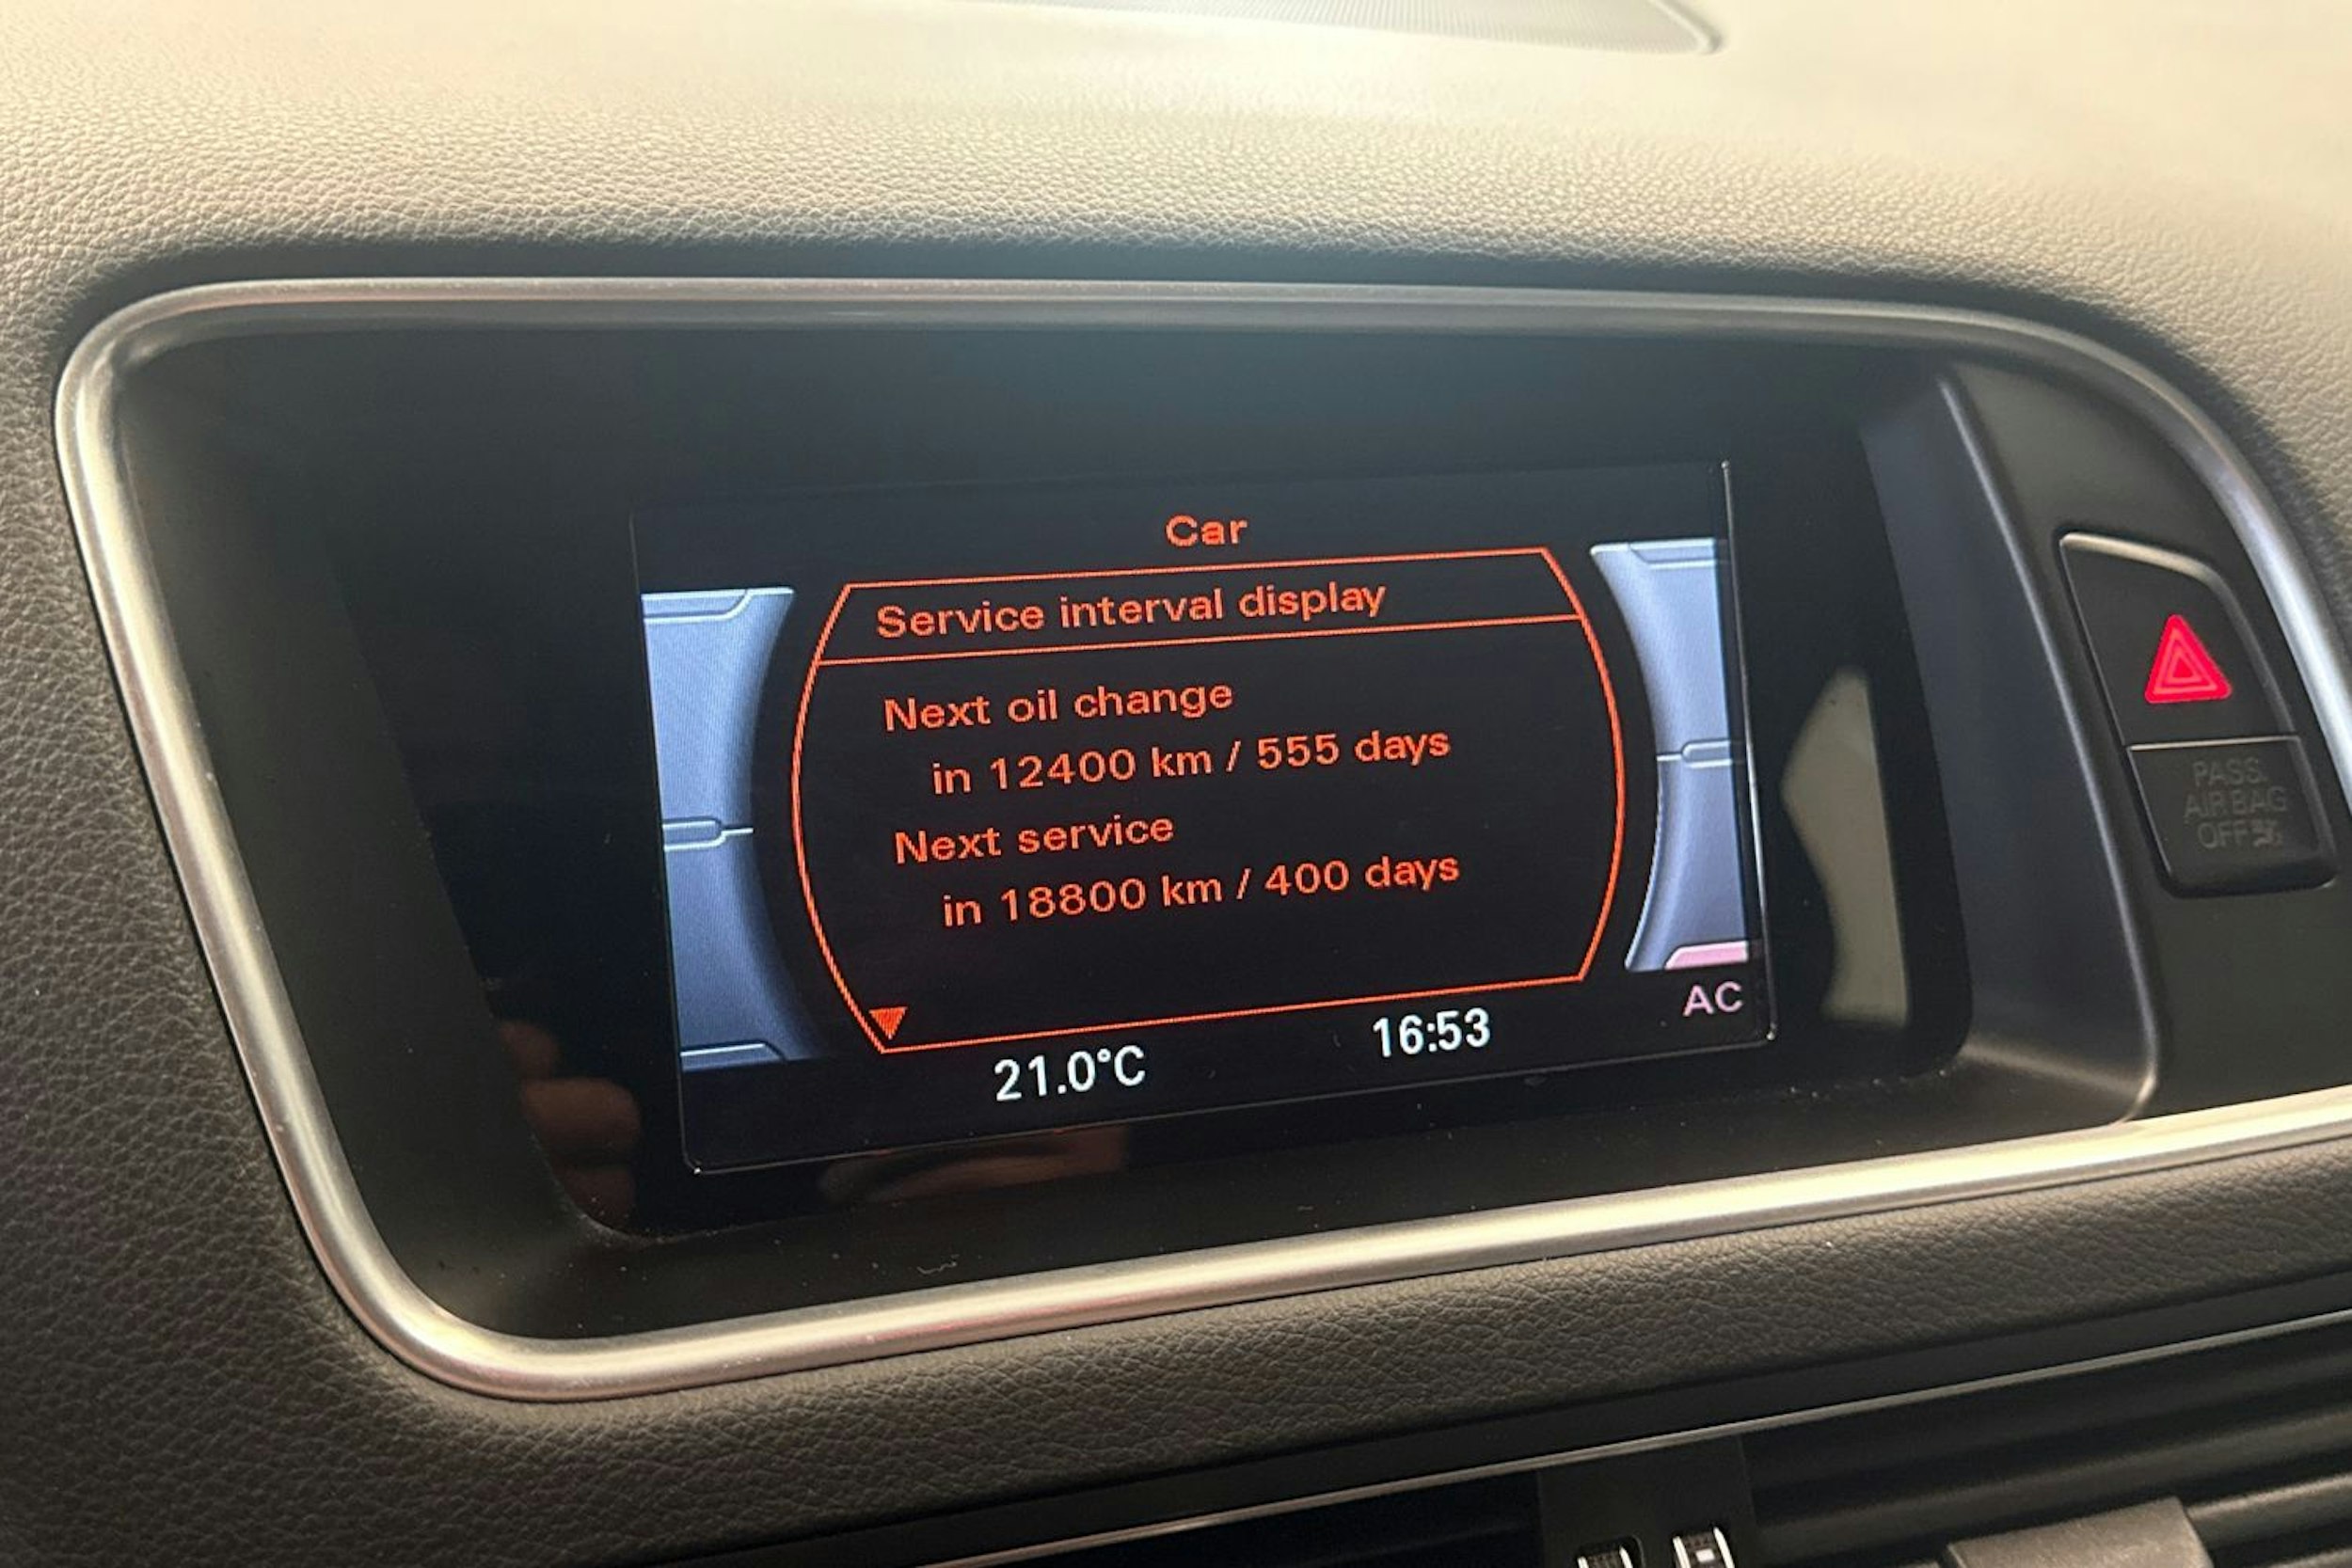 Car
Service interval display
Next oil change
in 12400 km / 555 days
Next service
in 18800 km / 400 days
21.0°C
16:53
AC
PASS.
AIR BAG
OFF